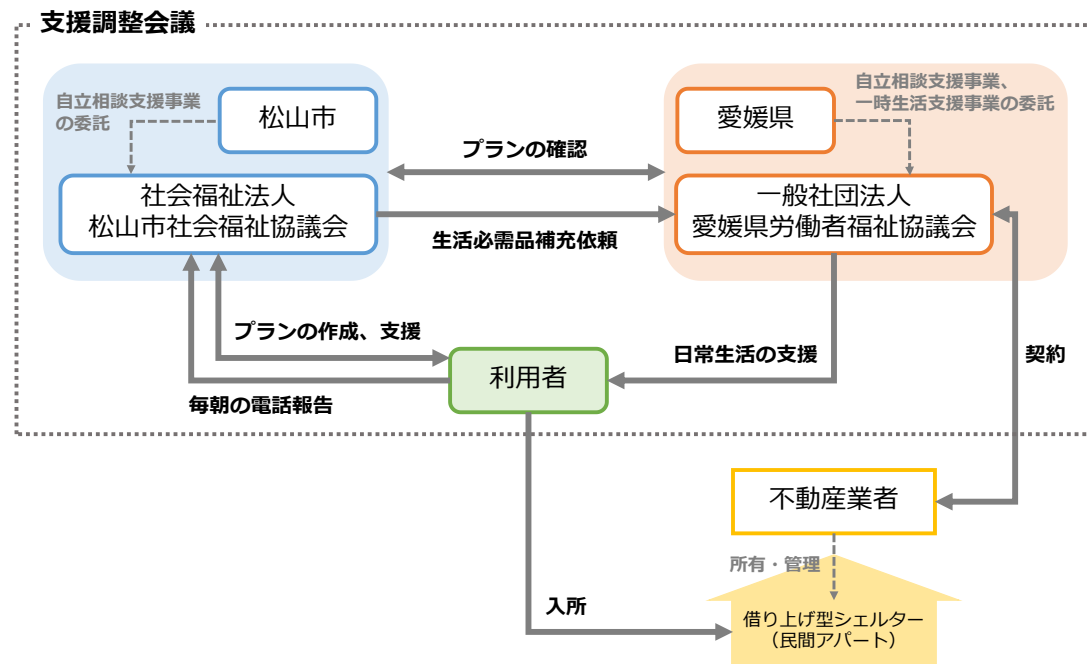 支援調整会議
自立相談支援事業
の委託
松山市
愛媛県
自立相談支援事業、
一時生活支援事業の委託
プランの確認
社会福祉法人
松山市社会福祉協議会
一般社団法人
愛媛県労働者福祉協議会
生活必需品補充依頼
プランの作成、支援
日常生活の支援
契約
利用者
毎朝の電話報告
不動産業者
所有・管理
入所
借り上げ型シェルター
（民間アパート）